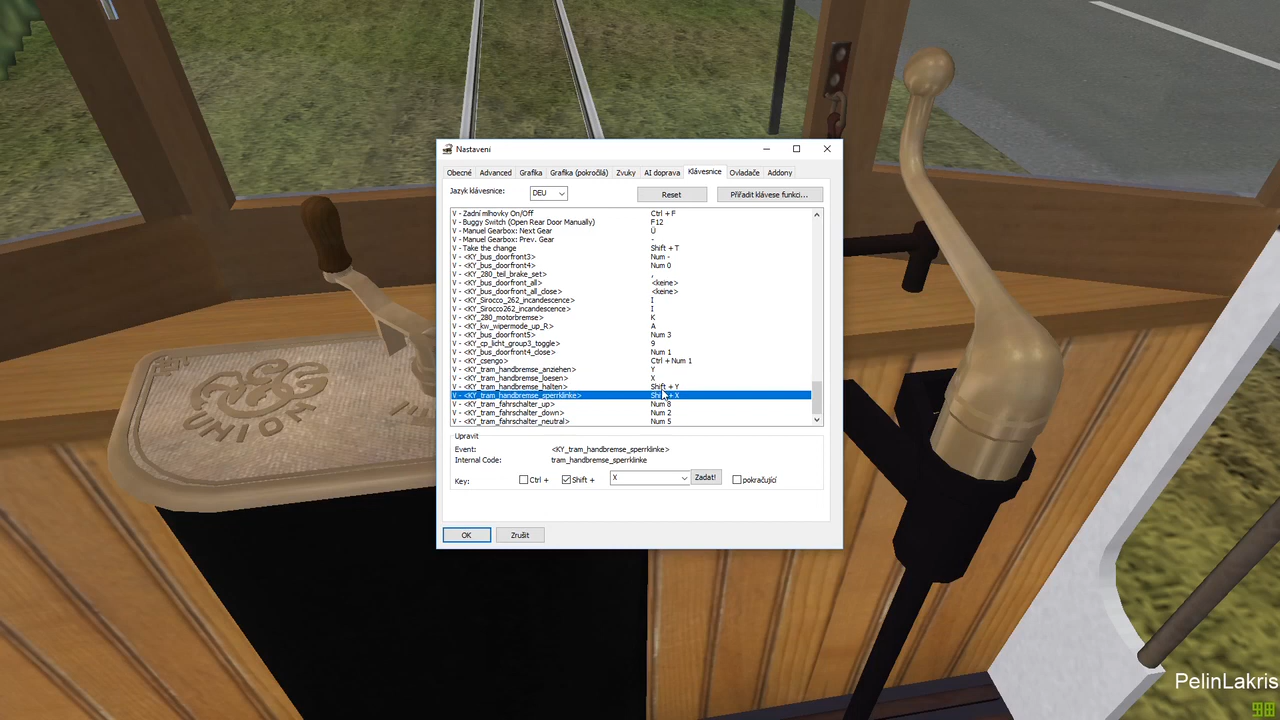 Nastavení
Obecné Advanced Grafika Grafika (pokročilá) Zvuky AI doprava Klávesnice Ovladače Addony
Jazyk klávesnice: DEU Reset Přiřadit klávese funkci...
V - Zadní mlhovky On/Off Ctrl + F
V - Buggy Switch (Open Rear Door Manually) F12
V - Manuel Gearbox: Next Gear Ü
V - Manuel Gearbox: Prev. Gear -
V - Take the change Shift + T
V - <KY_bus_doorfront3> Num -
V - <KY_bus_doorfront4> Num 0
V - <KY_280_teil_brake_set> ,
V - <KY_bus_doorfront_all> <keine>
V - <KY_bus_doorfront_all_close> <keine>
V - <KY_Sirocco_262_incandescence> I
V - <KY_Sirocco262_incandescence> I
V - <KY_280_motorbremse> K
V - <KY_kw_wipermode_up_R> A
V - <KY_bus_doorfront5> Num 3
V - <KY_cp_licht_group3_toggle> 9
V - <KY_bus_doorfront4_close> Num 1
V - <KY_csengo> Ctrl + Num 1
V - <KY_tram_handbremse_anziehen> Y
V - <KY_tram_handbremse_loesen> X
V - <KY_tram_handbremse_halten> Shift + Y
V - <KY_tram_handbremse_sperrklinke> Shift + X
V - <KY_tram_fahrschalter_up> Num 8
V - <KY_tram_fahrschalter_down> Num 2
V - <KY_tram_fahrschalter_neutral> Num 5
Upravit
Event: <KY_tram_handbremse_sperrklinke>
Internal Code: tram_handbremse_sperrklinke
Key: Ctrl + Shift + X Zadat! pokračující
OK Zrušit
UNION
PelinLakris
98